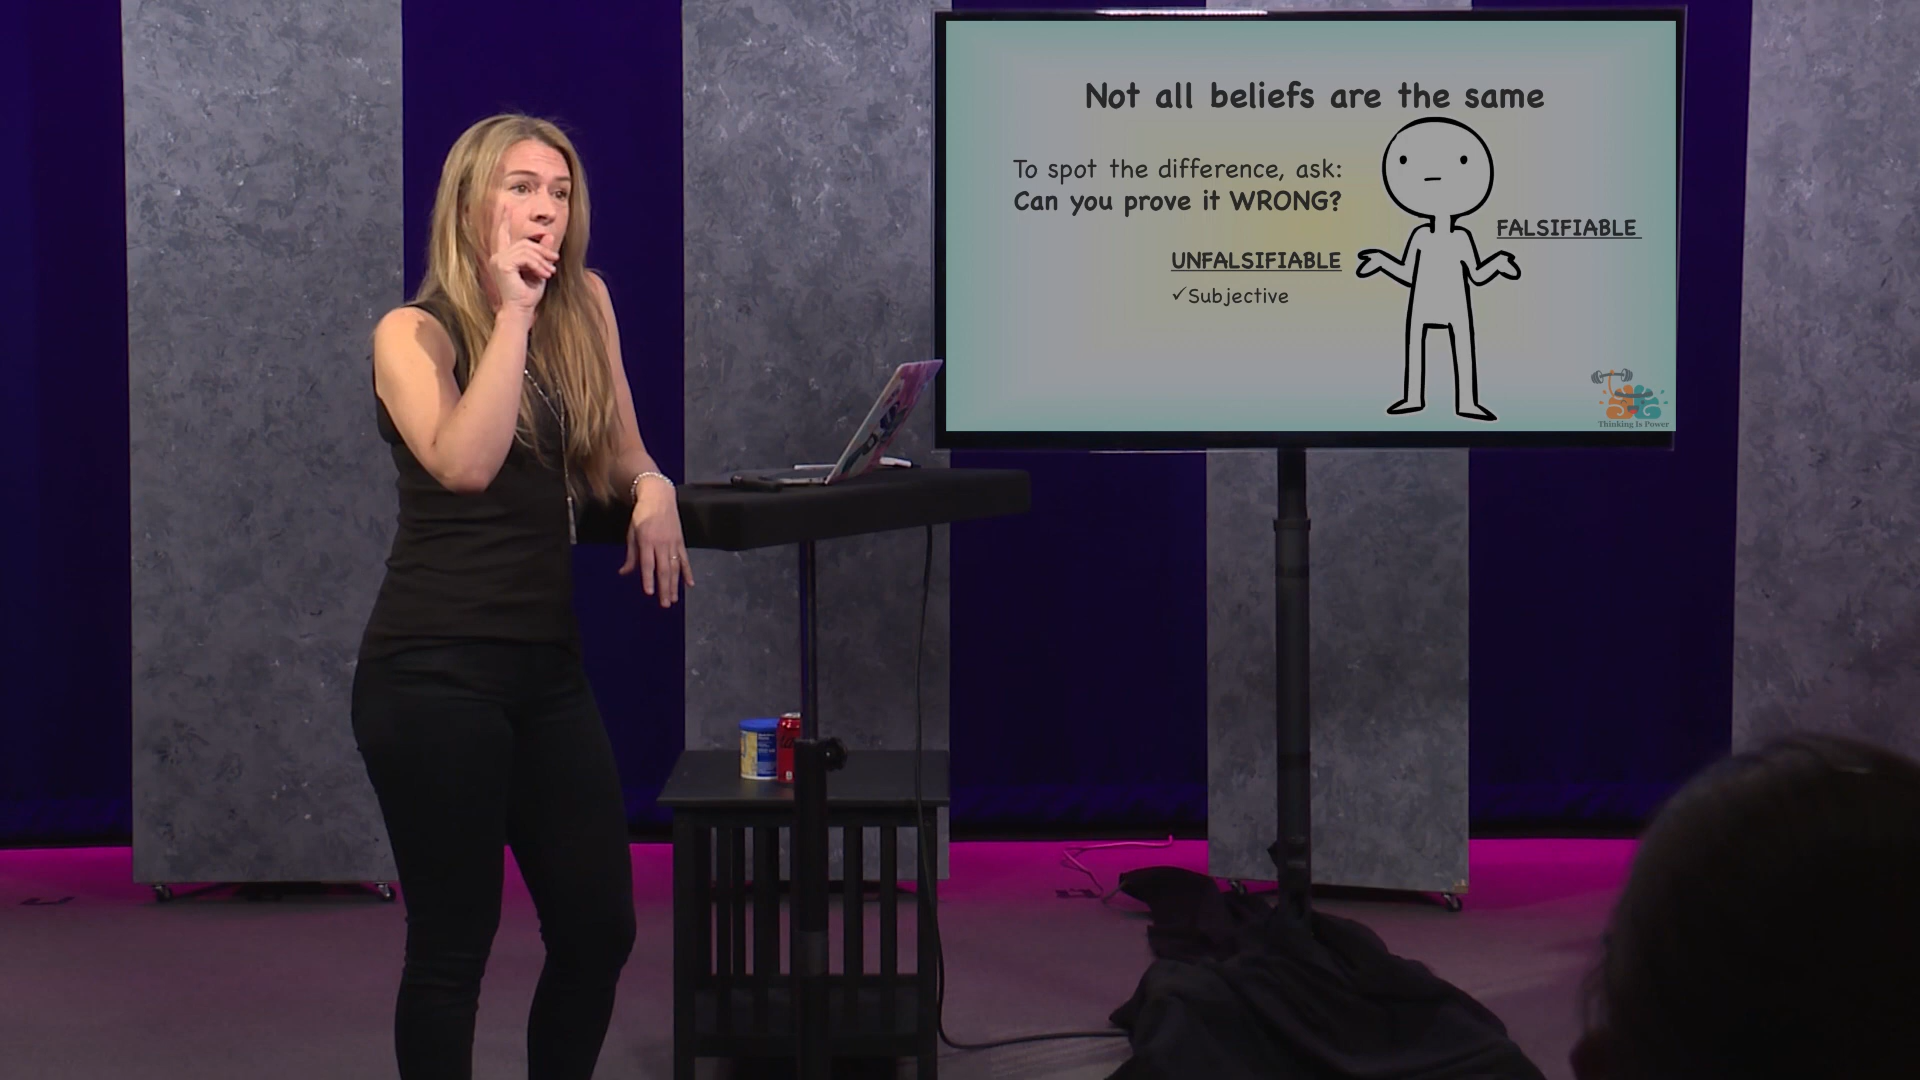 Not all beliefs are the same
To spot the difference, ask:
Can you prove it WRONG?
FALSIFIABLE
UNFALSIFIABLE
✓Subjective
Thinking Is Power